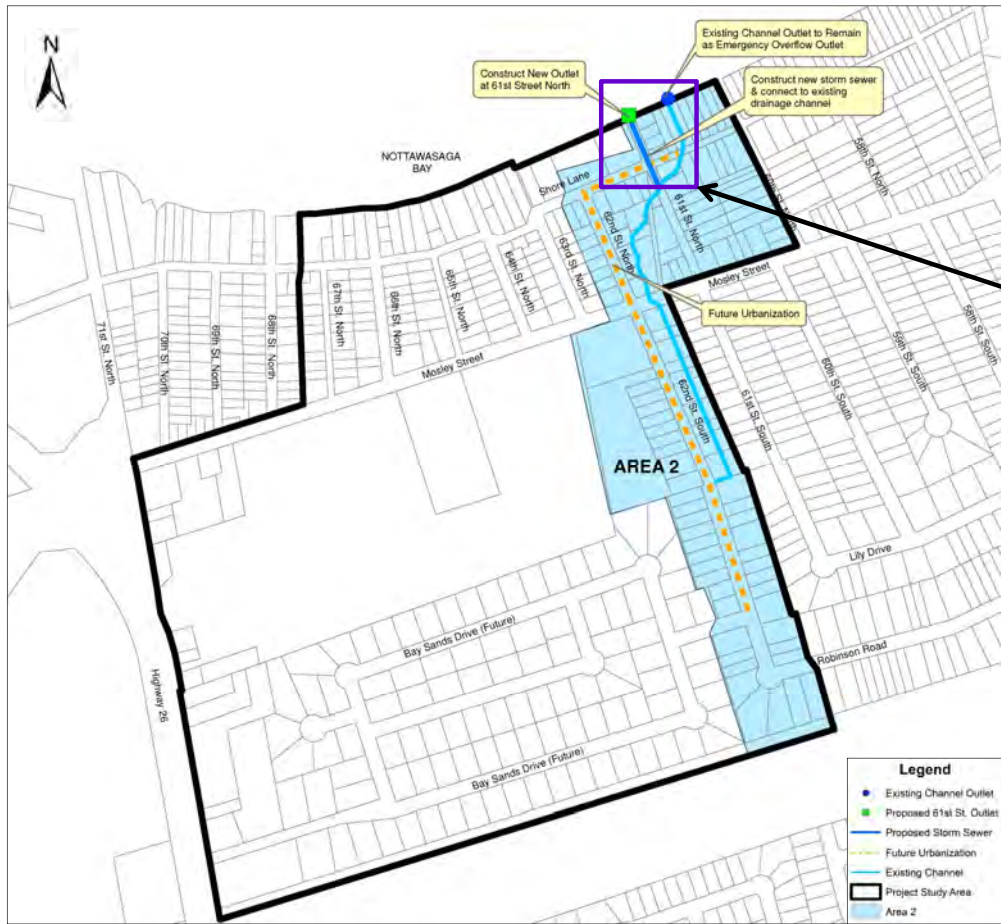 N
Existing Channel Outlet to Remain
as Emergency Overflow Outlet
Construct New Outlet
at 61st Street North
Construct new storm sewer
& connect to existing
drainage channel
NOTTAWASAGA
BAY
Shore Lane
58th St. North
60th St. North
61st St. North
62nd St. North
63rd St. North
64th St. North
65th St. North
66th St. North
67th St. North
68th St. North
69th St. North
70th St. North
71st St. North
Mosley Street
Future Urbanization
Mosley Street
58th St. South
59th St. South
60th St. South
61st St. South
62nd St. South
AREA 2
Lily Drive
Bay Sands Drive (Future)
Robinson Road
Highway 26
Bay Sands Drive (Future)
Legend
Existing Channel Outlet
Proposed 61st St. Outlet
Proposed Storm Sewer
Future Urbanization
Existing Channel
Project Study Area
Area 2